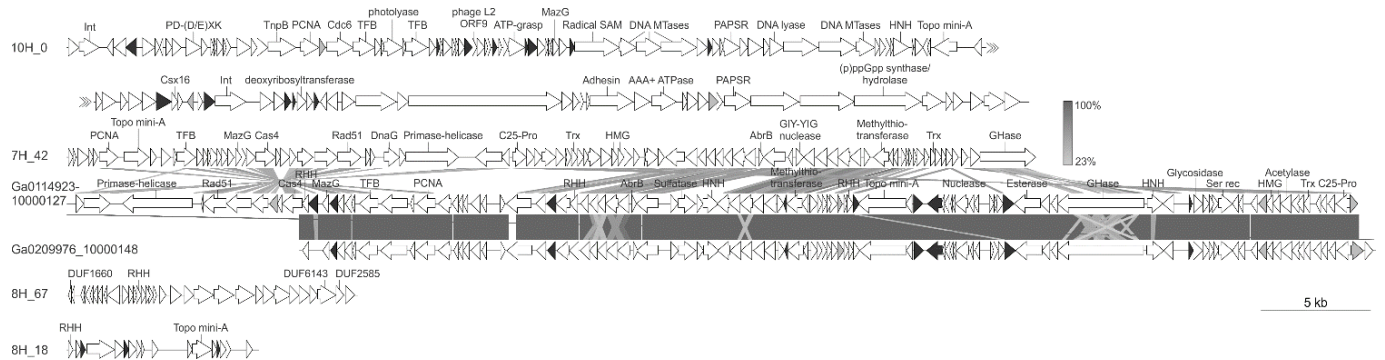 photolyase phage L2 MazG
Int PD-(D/E)XK TnpB PCNA Cdc6 TFB TFB ORF9 ATP-grasp Radical SAM DNA MTases PAPSR DNA lyase DNA MTases HNH Topo mini-A
10H_0
(p)ppGpp synthase/
Csx16 Int deoxyribosyltransferase Adhesin AAA+ ATPase PAPSR hydrolase
100%
23%
Topo mini-A GIY-YIG Methylthio-
PCNA TFB MazG Cas4 Rad51 DnaG Primase-helicase C25-Pro Trx HMG AbrB nuclease transferase Trx GHase
7H_42
RHH Methylthio- Glycosidase Acetylase
Ga0114923-
10000127
Primase-helicase Rad51 Cas4 MazG TFB PCNA RHH AbrB Sulfatase HNH transferase RHH Topo mini-A Nuclease Esterase GHase HNH Ser rec HMG Trx C25-Pro
Ga0209976_10000148
DUF1660 RHH DUF6143 DUF2585
8H_67
5 kb
RHH Topo mini-A
8H_18